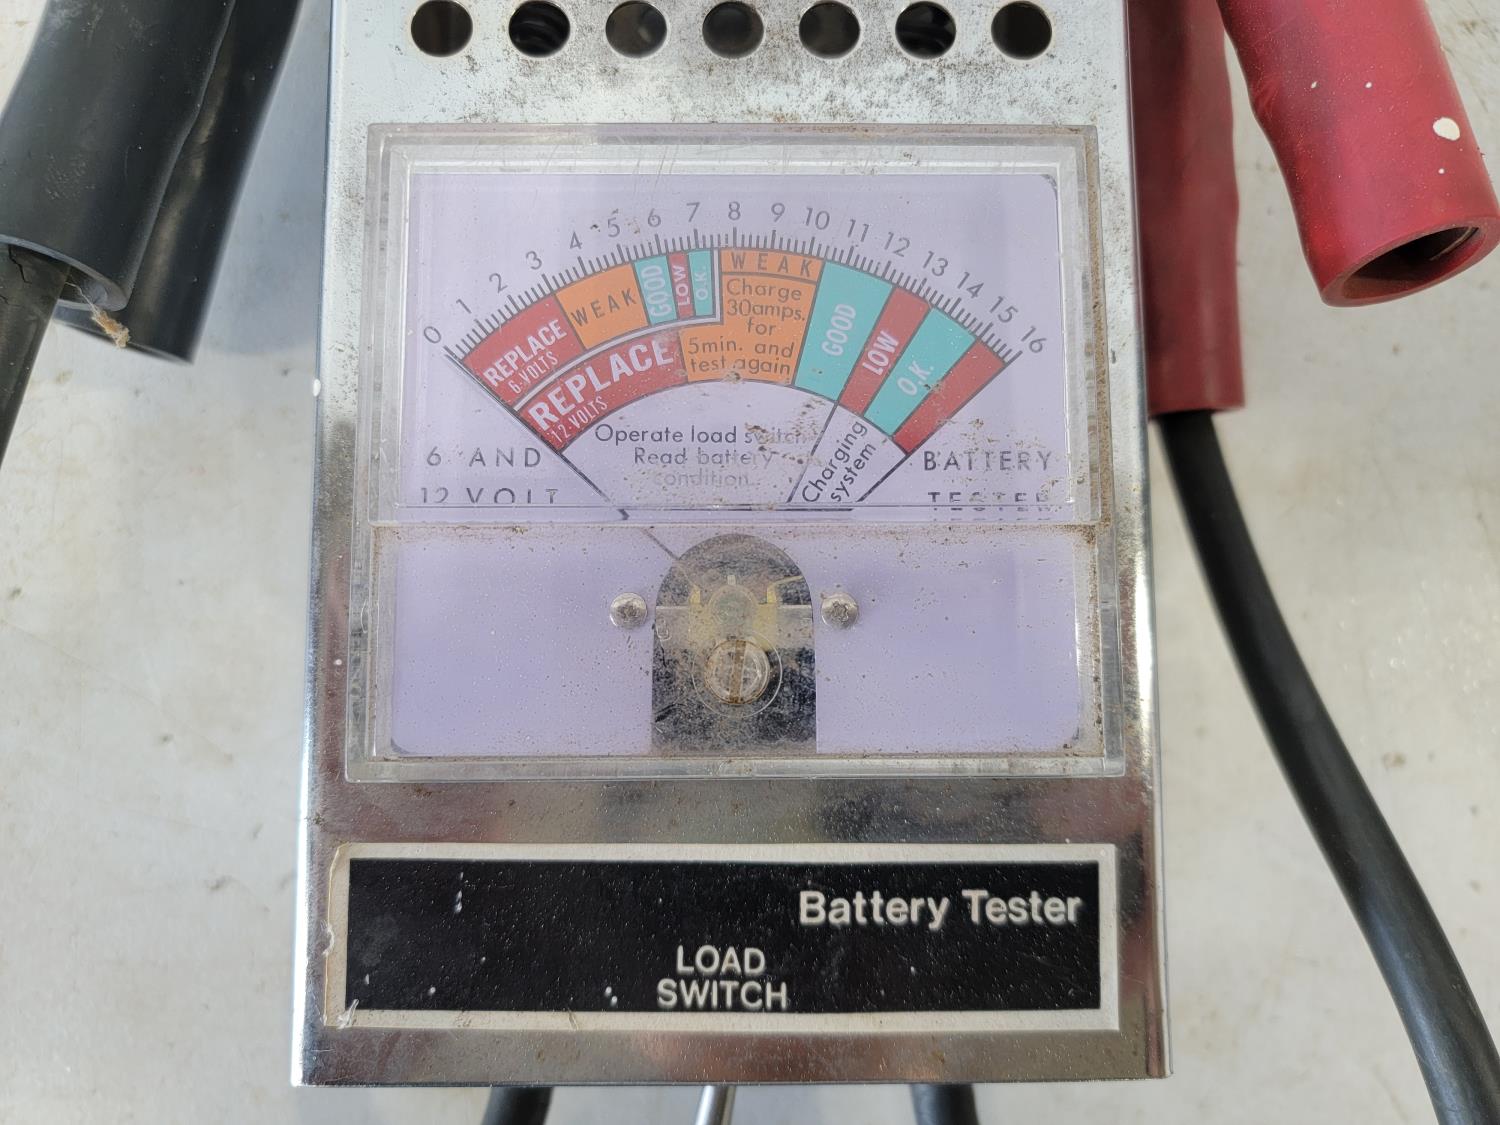 0 1 2 3 4 5 6 7 8 9 10 11 12 13 14 15 16
REPLACE
6-VOLTS
WEAK
GOOD
LOW
O.K.
REPLACE
12-VOLTS
WEAK
Charge
30amps.
for
5min. and
test again
GOOD
LOW
O.K.
Operate load switch
Read battery
condition
Charging
system
6 AND
12 VOLT
BATTERY
TESTER
Battery Tester
LOAD
SWITCH